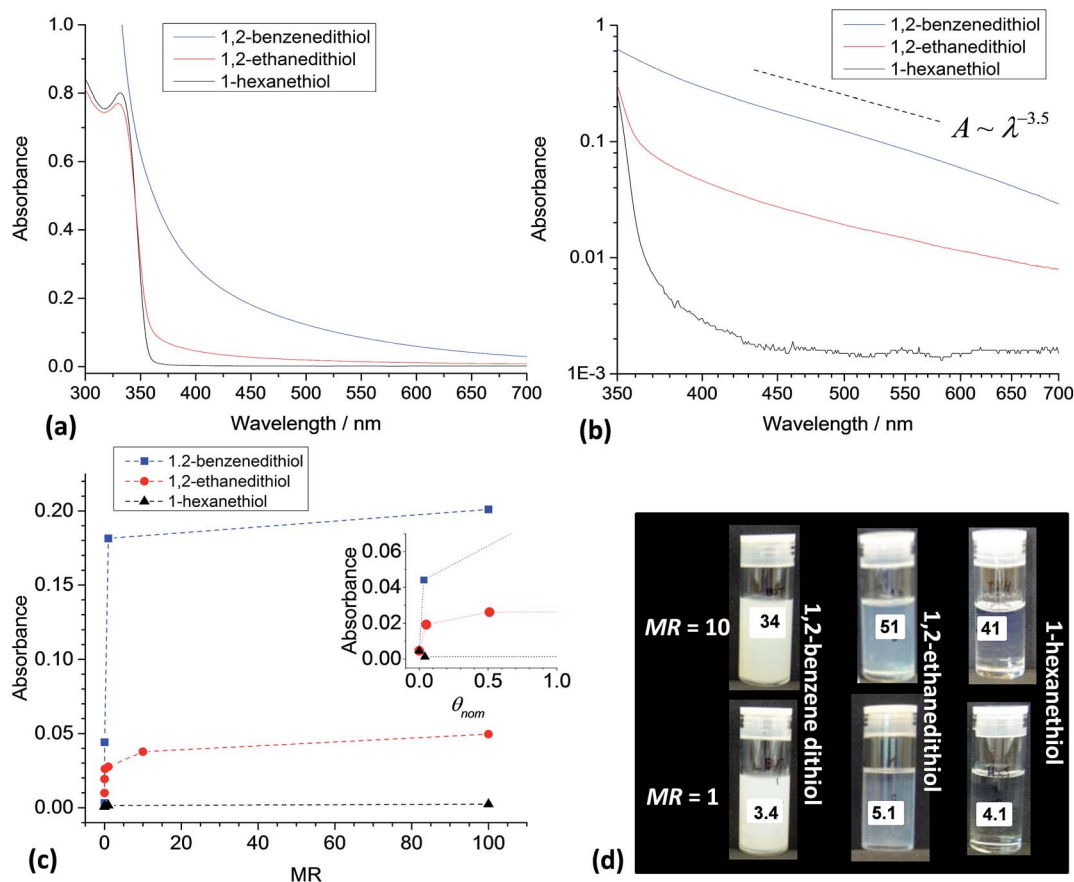 1,2-benzenedithiol
1,2-ethanedithiol
1-hexanethiol
1.0
0.8
0.6
0.4
0.2
0.0
Absorbance
300 350 400 450 500 550 600 650 700
Wavelength / nm
(a)
1,2-benzenedithiol
1,2-ethanedithiol
1-hexanethiol
1
0.1
0.01
1E-3
Absorbance
A ~ λ^-3.5
350 400 450 500 550 600 650 700
Wavelength / nm
(b)
1.2-benzenedithiol
1,2-ethanedithiol
1-hexanethiol
0.20
0.15
0.10
0.05
0.00
Absorbance
0 20 40 60 80 100
MR
(c)
0.06
0.04
0.02
0.00
Absorbance
0.0 0.5 1.0
θnom
MR = 10
34
51
41
MR = 1
3.4
5.1
4.1
1,2-benzene dithiol
1,2-ethanedithiol
1-hexanethiol
(d)